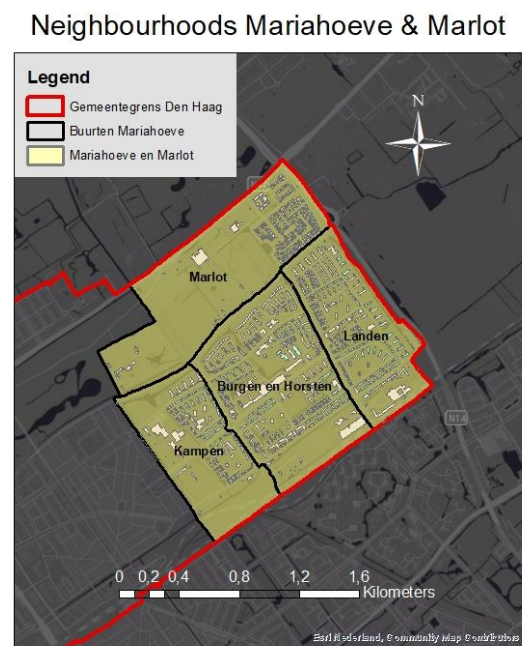 Neighbourhoods Mariahoeve & Marlot
Legend
Gemeentegrens Den Haag
Buurten Mariahoeve
Mariahoeve en Marlot
N
Marlot
Landen
Burgen en Horsten
Kampen
N14
0 0,2 0,4 0,8 1,2 1,6
Kilometers
Esri Nederland, Community Map Contributors